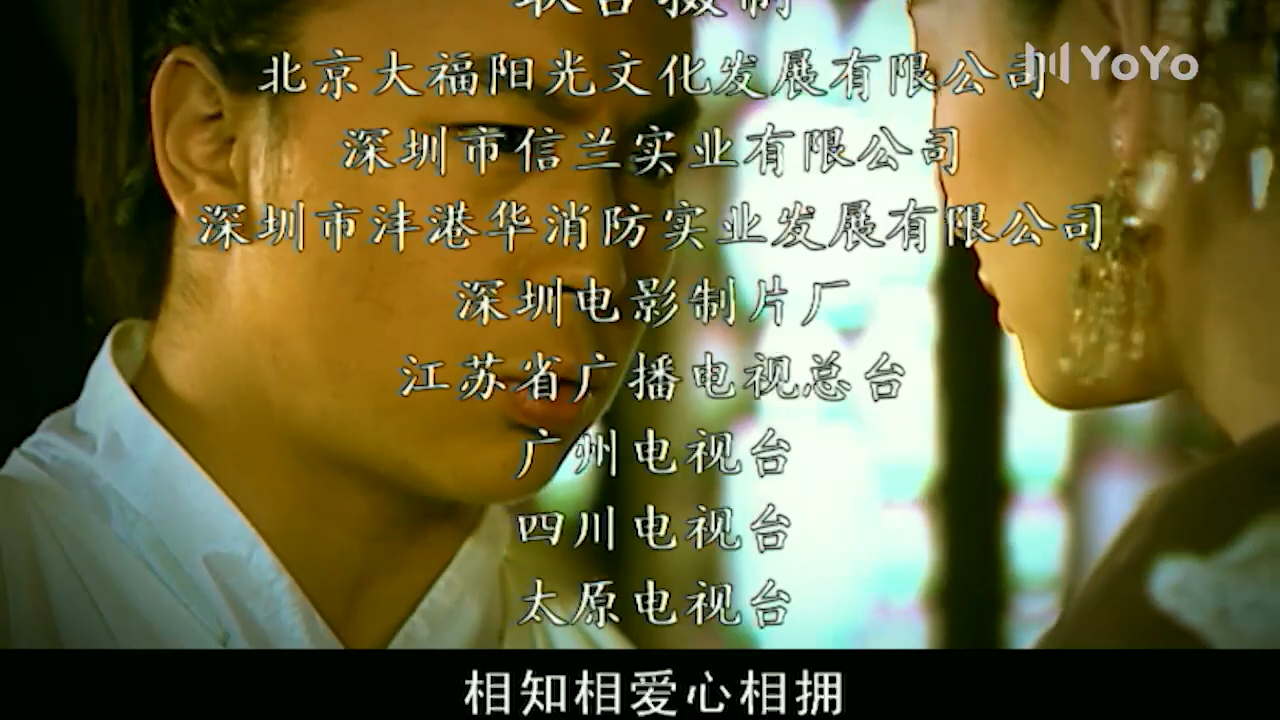 联合摄制
北京大福阳光文化发展有限公司
YoYo
深圳市信兰实业有限公司
深圳市沣港华消防实业发展有限公司
深圳电影制片厂
江苏省广播电视总台
广州电视台
四川电视台
太原电视台
相知相爱心相拥